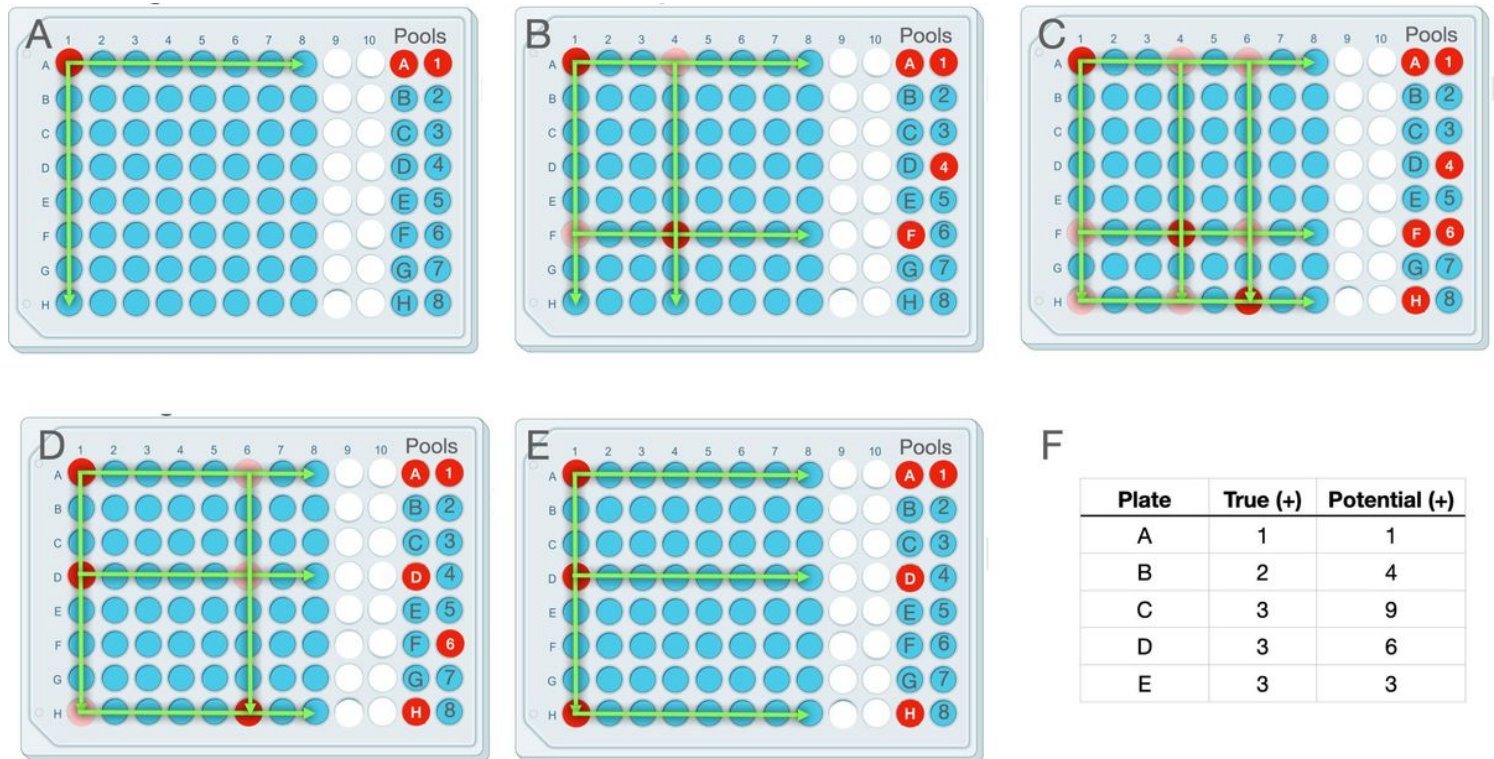 A
1 2 3 4 5 6 7 8 9 10 Pools
A A 1
B B 2
C C 3
D D 4
E E 5
F F 6
G G 7
H H 8
B
1 2 3 4 5 6 7 8 9 10 Pools
A A 1
B B 2
C C 3
D D 4
E E 5
F F 6
G G 7
H H 8
C
1 2 3 4 5 6 7 8 9 10 Pools
A A 1
B B 2
C C 3
D D 4
E E 5
F F 6
G G 7
H H 8
D
1 2 3 4 5 6 7 8 9 10 Pools
A A 1
B B 2
C C 3
D D 4
E E 5
F F 6
G G 7
H H 8
E
1 2 3 4 5 6 7 8 9 10 Pools
A A 1
B B 2
C C 3
D D 4
E E 5
F F 6
G G 7
H H 8
F
Plate True (+) Potential (+)
A 1 1
B 2 4
C 3 9
D 3 6
E 3 3